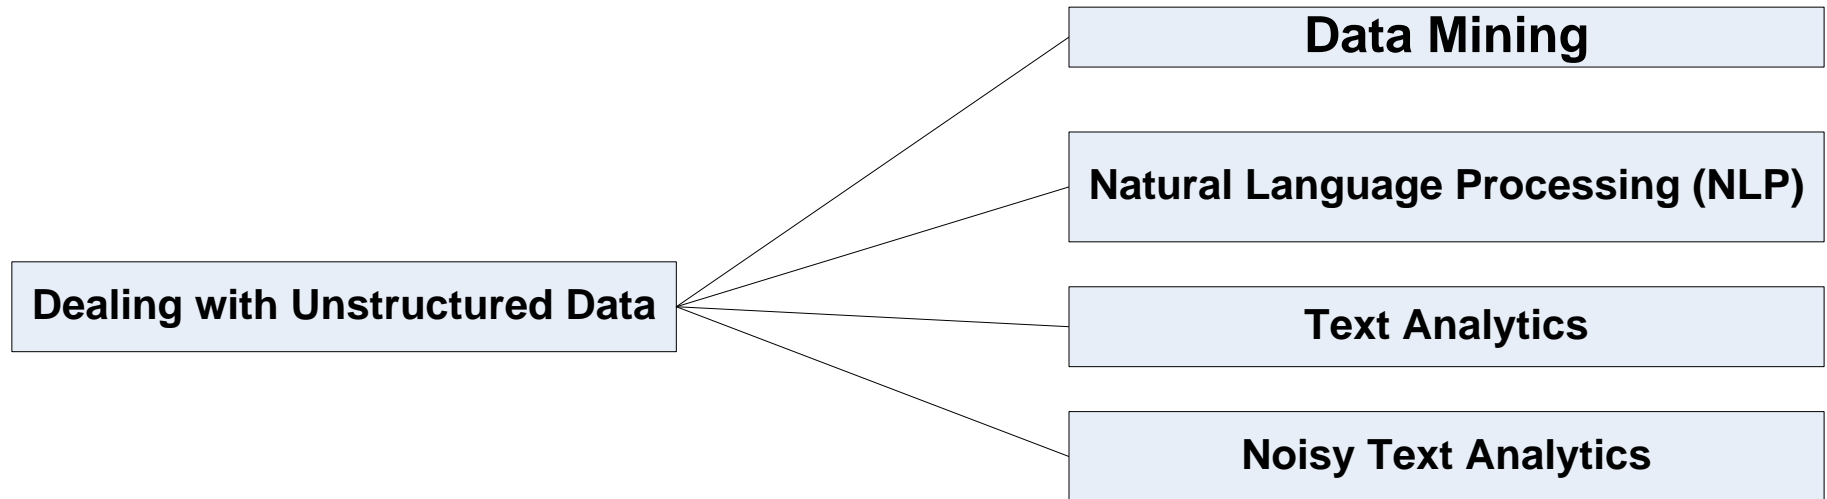 Data Mining
Natural Language Processing (NLP)
Dealing with Unstructured Data
Text Analytics
Noisy Text Analytics